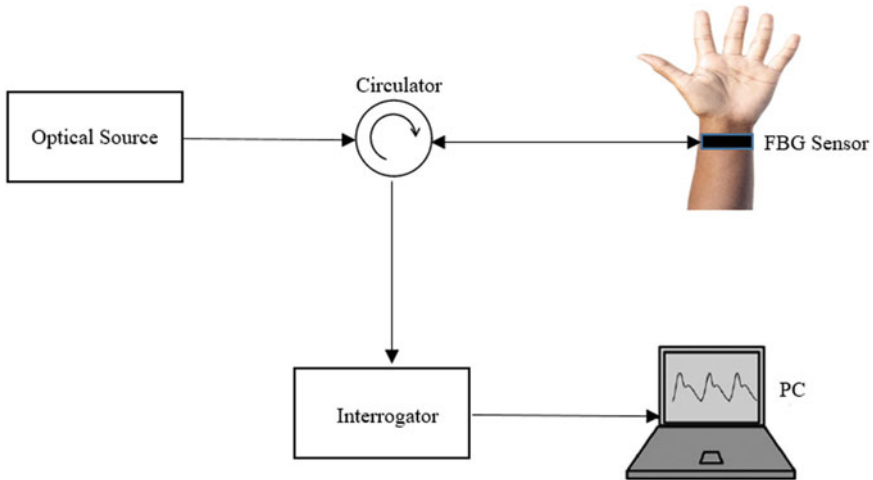 Circulator
Optical Source
FBG Sensor
Interrogator
PC